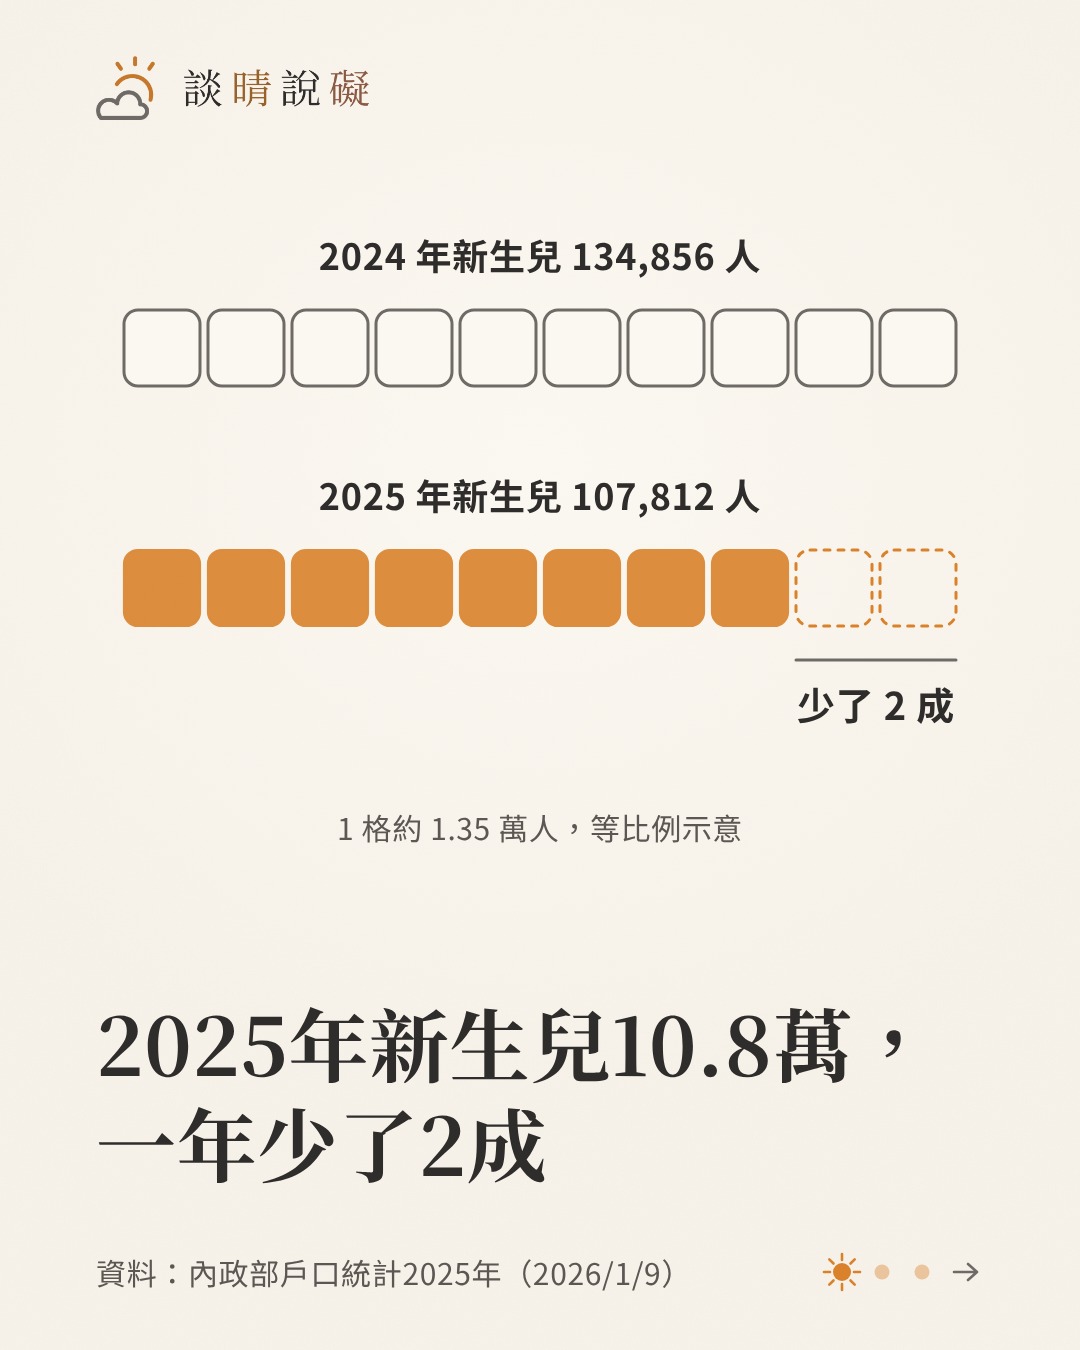 談晴說礙
2024 年新生兒 134,856 人
2025 年新生兒 107,812 人
少了 2 成
1 格約 1.35 萬人，等比例示意
2025年新生兒10.8萬，
一年少了2成
資料：內政部戶口統計2025年（2026/1/9）